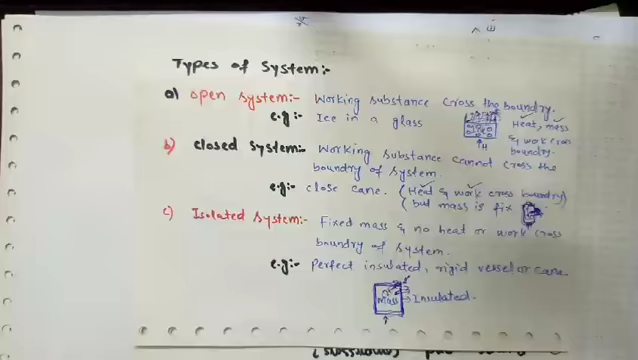 Types of System:-
a) open system:- Working substance cross the boundry.
e.g:- Ice in a glass
Heat, mass
& work cross
boundry.
H
b) closed system:- Working substance cannot cross the
boundry of system.
e.g:- close cane. (Heat & work cross boundry)
(but mass is fix
c) Isolated system:- Fixed mass & no heat or work cross
boundry of system.
e.g:- Perfect insulated, rigid vessel or cane.
Mass
Insulated.